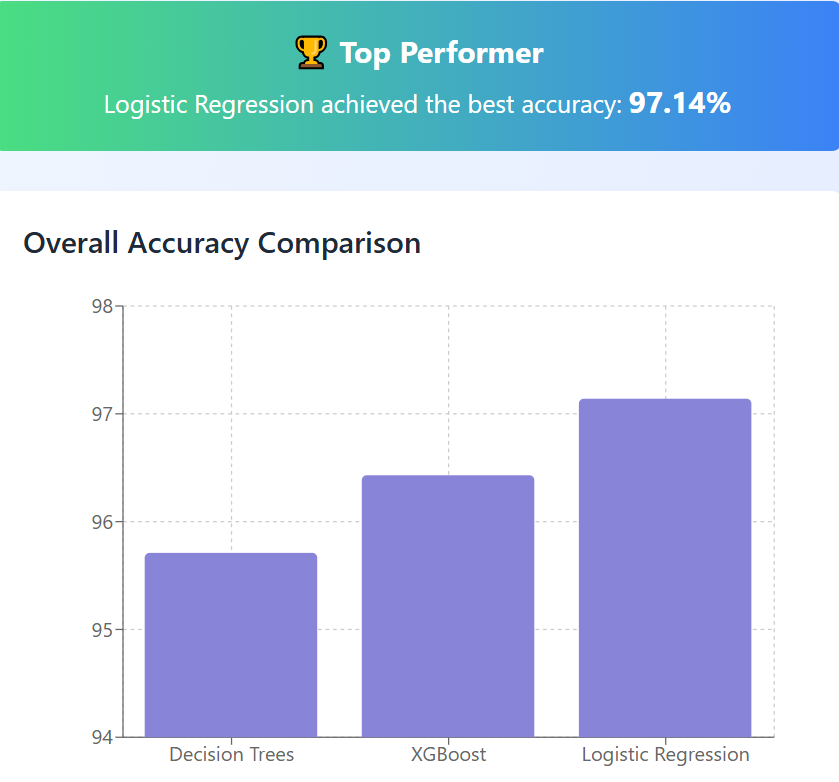 🏆 Top Performer
Logistic Regression achieved the best accuracy: 97.14%
Overall Accuracy Comparison
98
97
96
95
94
Decision Trees XGBoost Logistic Regression